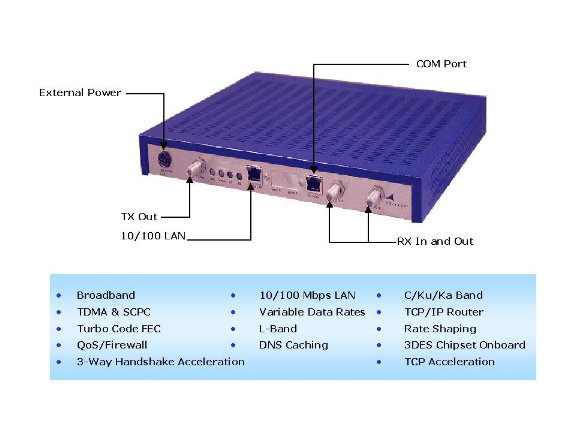 COM Port
External Power
TX Out
10/100 LAN
RX In and Out
• Broadband • 10/100 Mbps LAN • C/Ku/Ka Band
• TDMA & SCPC • Variable Data Rates • TCP/IP Router
• Turbo Code FEC • L-Band • Rate Shaping
• QoS/Firewall • DNS Caching • 3DES Chipset Onboard
• 3-Way Handshake Acceleration • TCP Acceleration